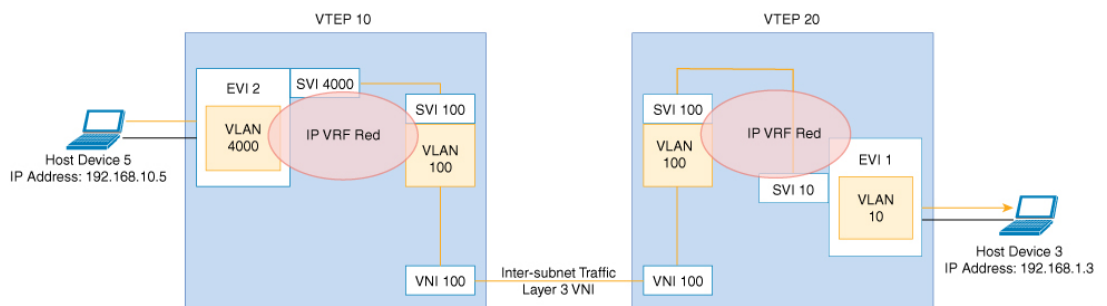 VTEP 10
VTEP 20
EVI 2
SVI 4000
VLAN
4000
IP VRF Red
SVI 100
VLAN
100
VNI 100
Host Device 5
IP Address: 192.168.10.5
Inter-subnet Traffic
Layer 3 VNI
SVI 100
VLAN
100
VNI 100
IP VRF Red
SVI 10
EVI 1
VLAN
10
Host Device 3
IP Address: 192.168.1.3